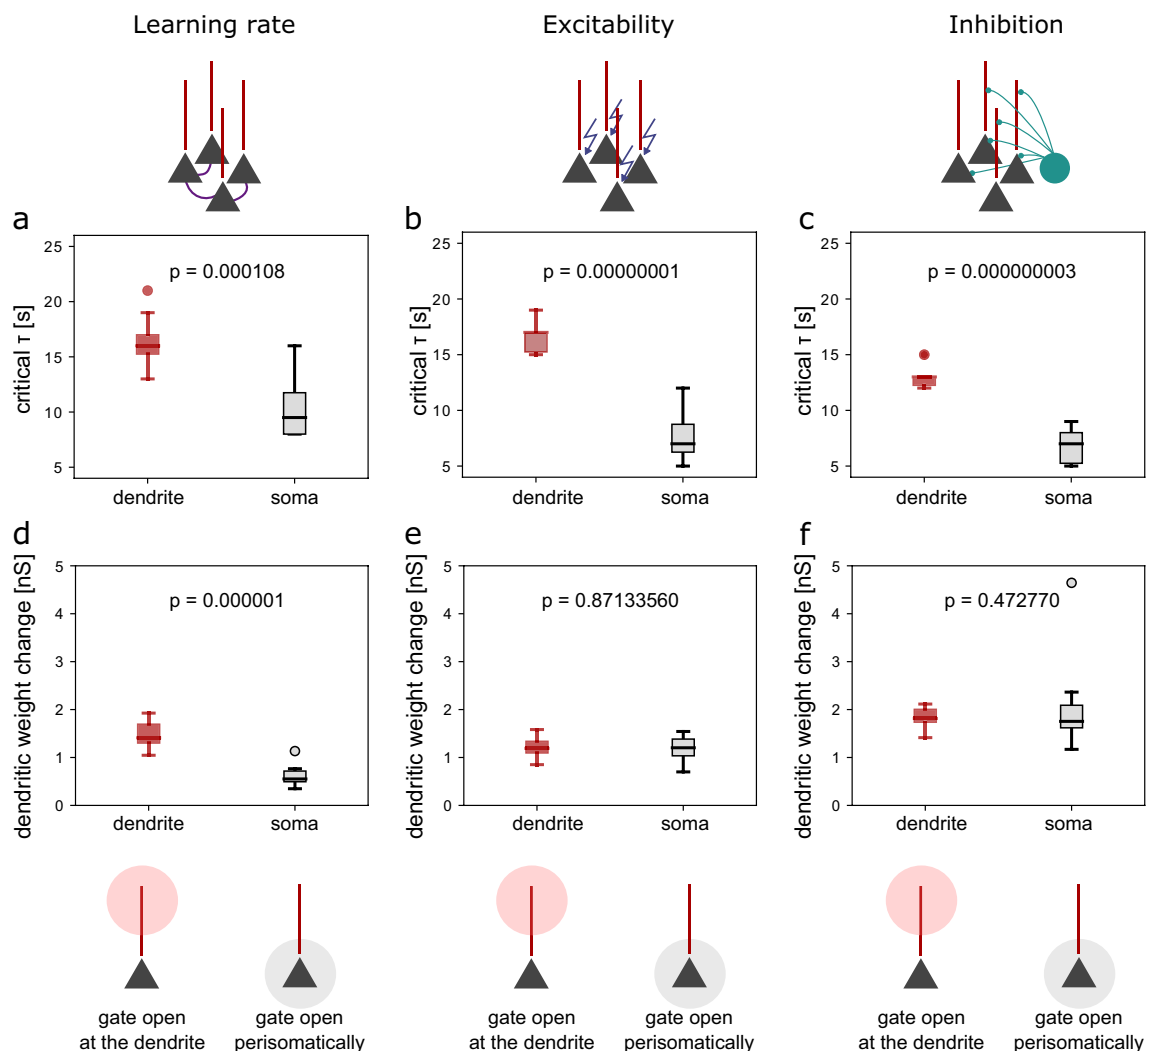 Learning rate
Excitability
Inhibition
a
b
c
critical τ [s]
25
20
15
10
5
p = 0.000108
dendrite
soma
critical τ [s]
25
20
15
10
5
p = 0.00000001
dendrite
soma
critical τ [s]
25
20
15
10
5
p = 0.000000003
dendrite
soma
d
e
f
dendritic weight change [nS]
5
4
3
2
1
0
p = 0.000001
dendrite
soma
dendritic weight change [nS]
5
4
3
2
1
0
p = 0.87133560
dendrite
soma
dendritic weight change [nS]
5
4
3
2
1
0
p = 0.472770
dendrite
soma
gate open
at the dendrite
gate open
perisomatically
gate open
at the dendrite
gate open
perisomatically
gate open
at the dendrite
gate open
perisomatically